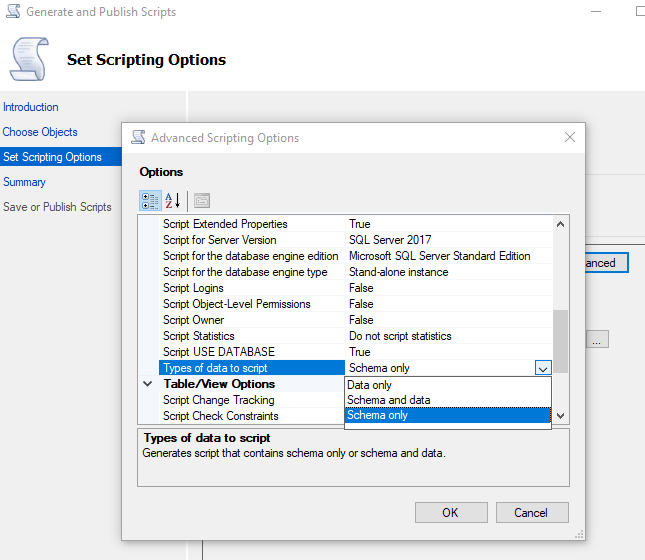 Generate and Publish Scripts
Set Scripting Options
Introduction
Choose Objects
Set Scripting Options
Summary
Save or Publish Scripts
Advanced Scripting Options
Options
Script Extended Properties True
Script for Server Version SQL Server 2017
Script for the database engine edition Microsoft SQL Server Standard Edition
Script for the database engine type Stand-alone instance
Script Logins False
Script Object-Level Permissions False
Script Owner False
Script Statistics Do not script statistics
Script USE DATABASE True
Types of data to script Schema only
Table/View Options
Script Change Tracking
Script Check Constraints
Data only
Schema and data
Schema only
Types of data to script
Generates script that contains schema only or schema and data.
OK Cancel
anced
...